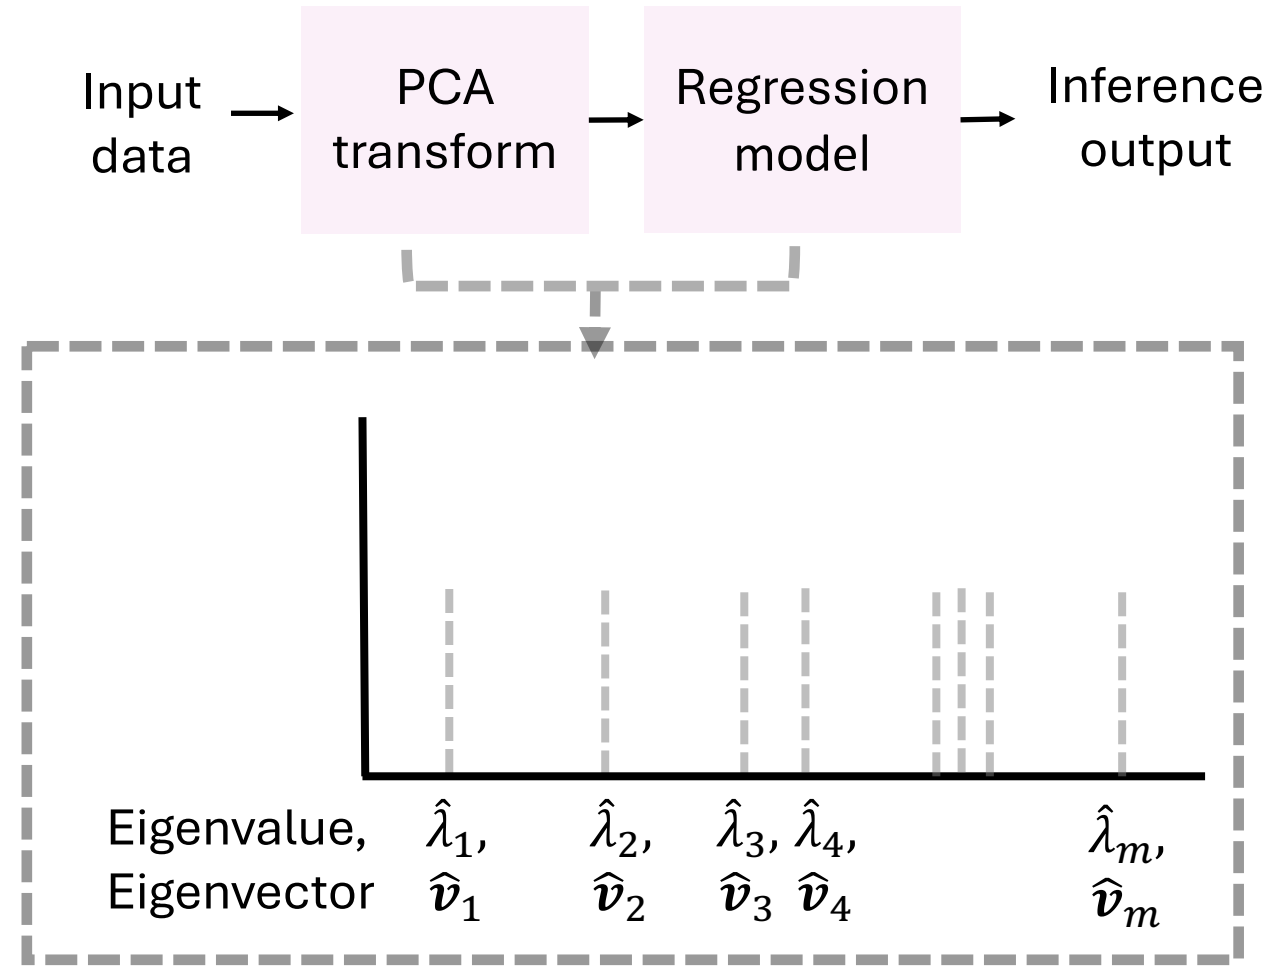 Input
data
PCA
transform
Regression
model
Inference
output
Eigenvalue, λ̂₁, λ̂₂, λ̂₃, λ̂₄, λ̂ₘ,
Eigenvector v̂₁ v̂₂ v̂₃ v̂₄ v̂ₘ